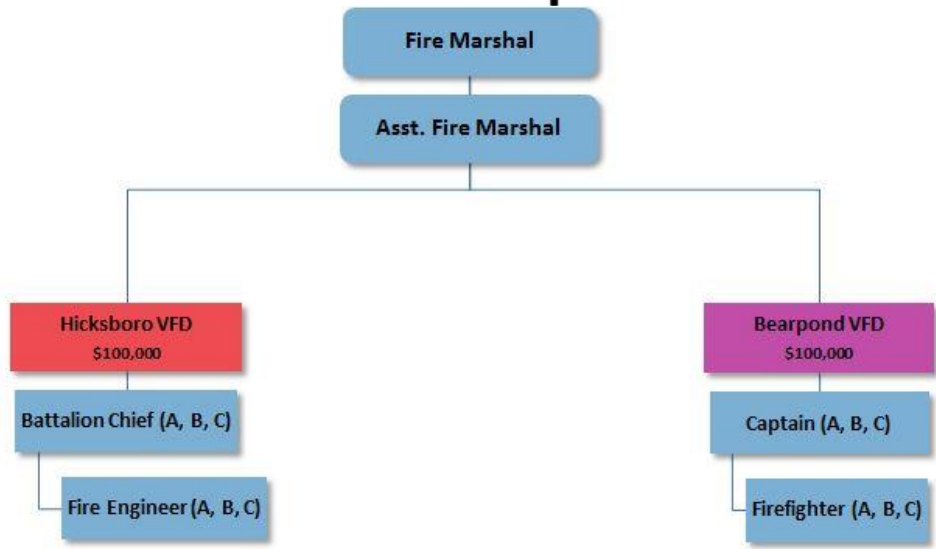 Fire Marshal
Asst. Fire Marshal
Hicksboro VFD
$100,000
Bearpond VFD
$100,000
Battalion Chief (A, B, C)
Captain (A, B, C)
Fire Engineer (A, B, C)
Firefighter (A, B, C)